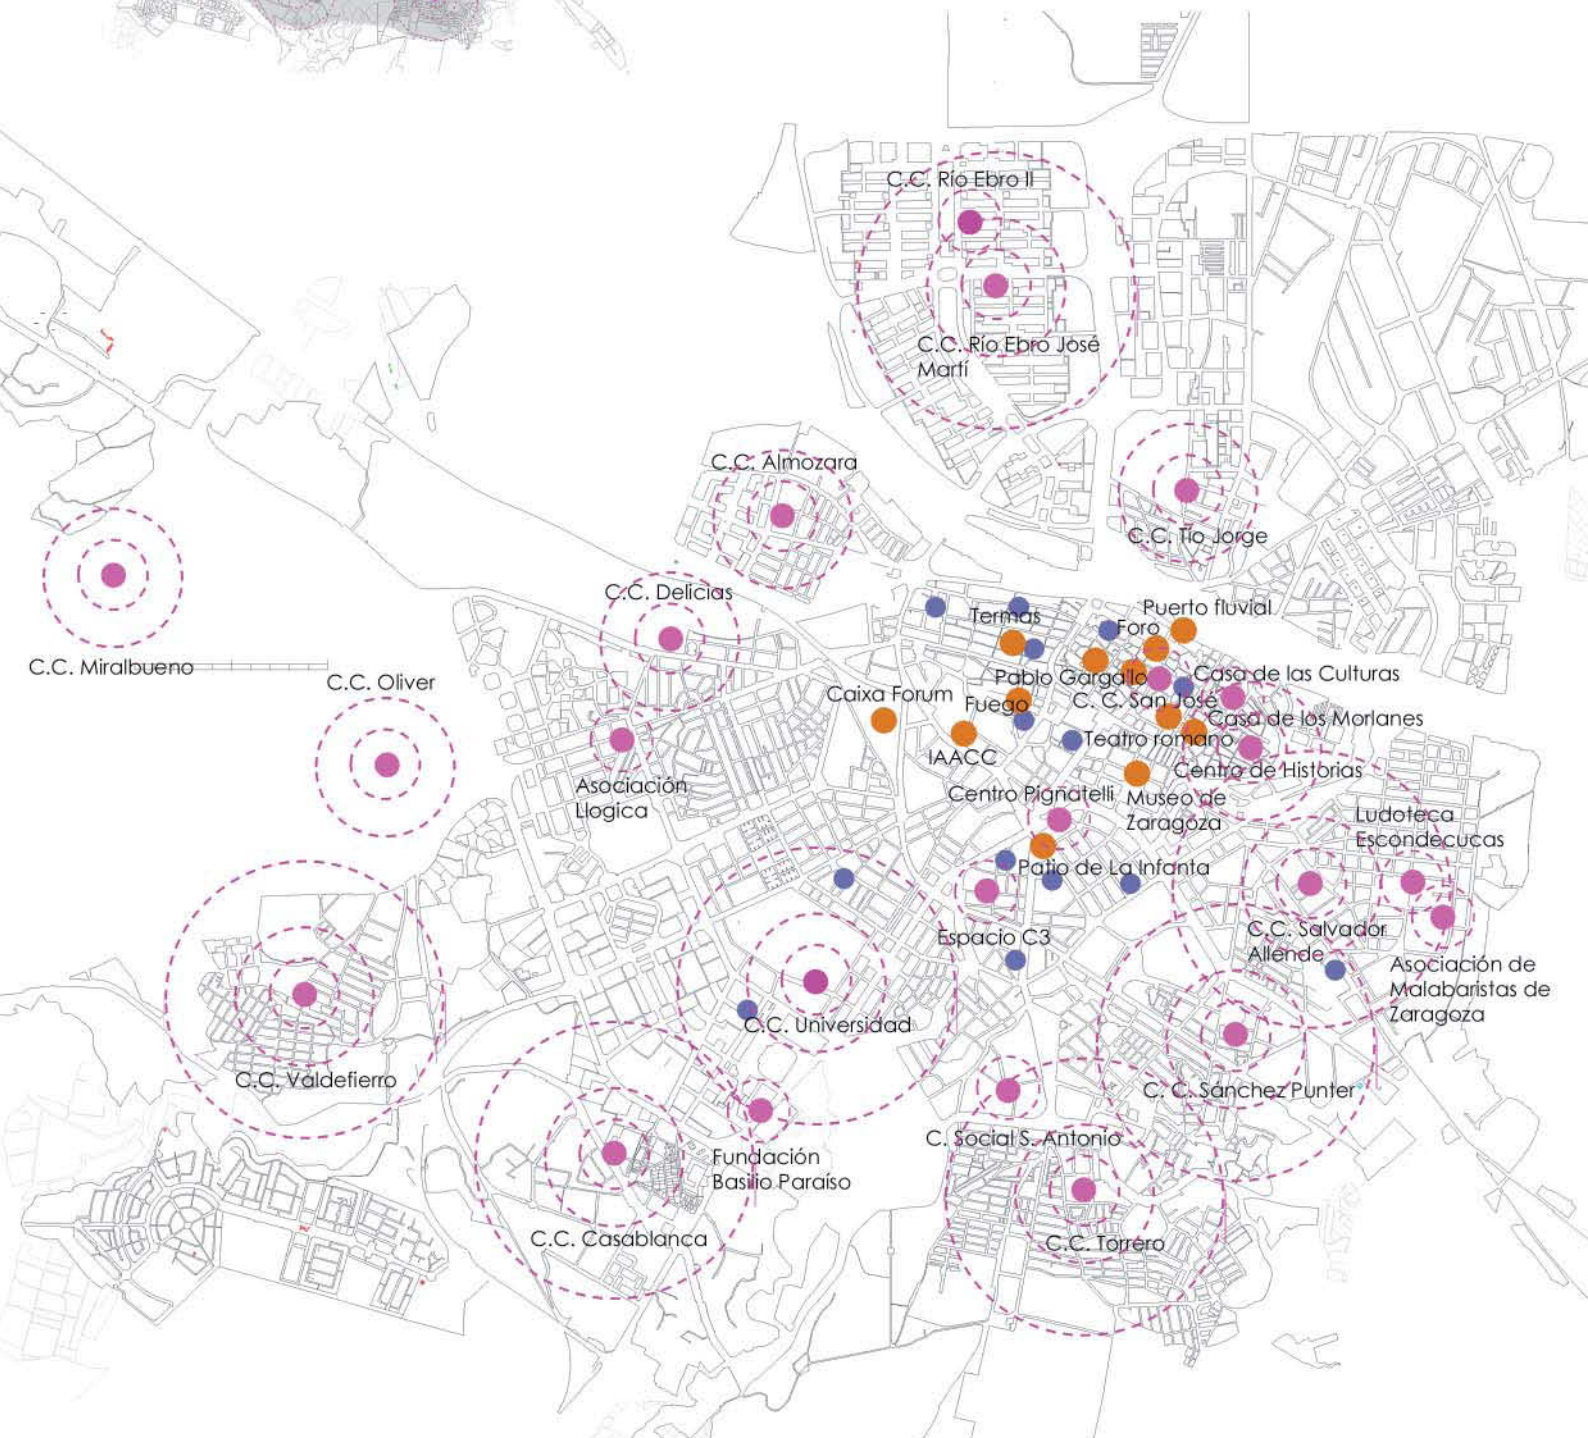 C.C. Río Ebro II
C.C. Río Ebro José
Martí
C.C. Almozara
C.C. Tío Jorge
C.C. Delicias
Termas
Puerto fluvial
Foro
C.C. Miralbueno
C.C. Oliver
Pablo Gargallo
Casa de las Culturas
Caixa Forum
Fuego
C. C. San José
Casa de los Morlanes
Teatro romano
IAACC
Centro de Historias
Asociación
Llogica
Centro Pignatelli
Museo de
Zaragoza
Ludoteca
Escondecucas
Patio de La Infanta
Espacio C3
C.C. Salvador
Allende
Asociación de
Malabaristas de
Zaragoza
C.C. Universidad
C.C. Valdefierro
C. C. Sánchez Punter
C. Social S. Antonio
Fundación
Basilio Paraíso
C.C. Casablanca
C.C. Torrero